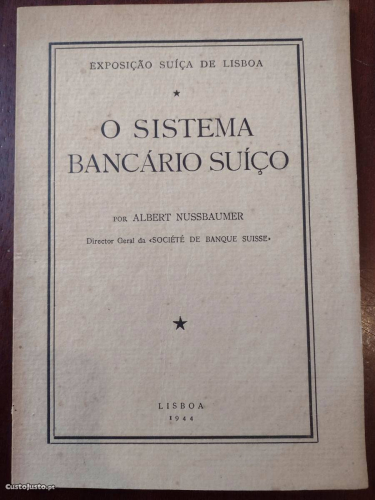 EXPOSIÇÃO SUÍÇA DE LISBOA
O SISTEMA
BANCÁRIO SUÍÇO
POR ALBERT NUSSBAUMER
Director Geral da «SOCIÉTÉ DE BANQUE SUISSE»
LISBOA
1944
CustoJusto.pt